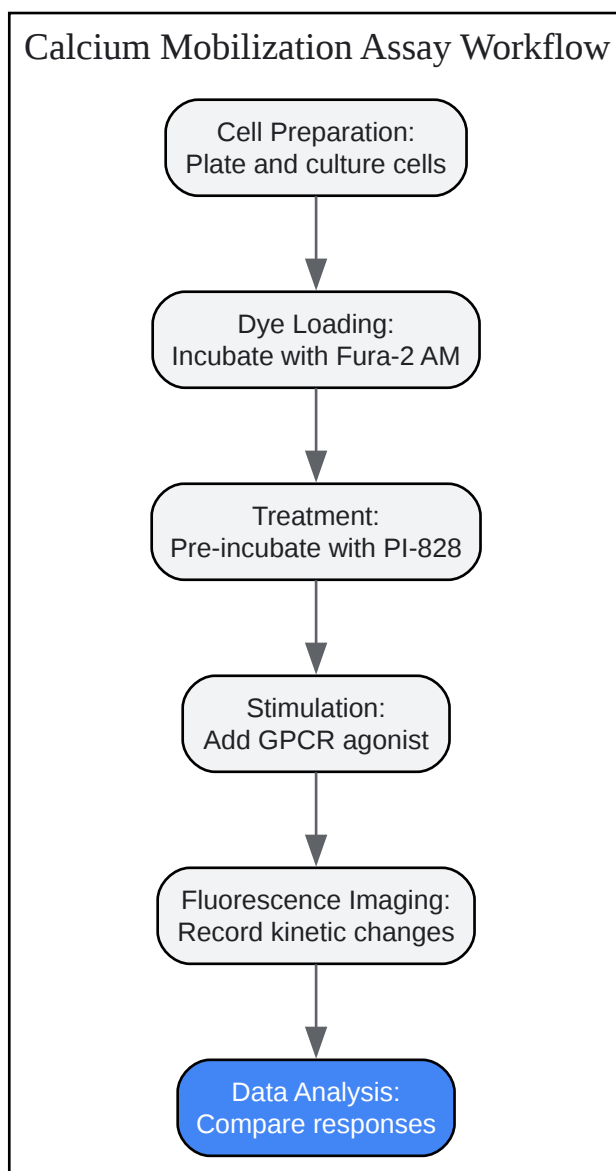 Calcium Mobilization Assay Workflow
Cell Preparation:
Plate and culture cells
Dye Loading:
Incubate with Fura-2 AM
Treatment:
Pre-incubate with PI-828
Stimulation:
Add GPCR agonist
Fluorescence Imaging:
Record kinetic changes
Data Analysis:
Compare responses